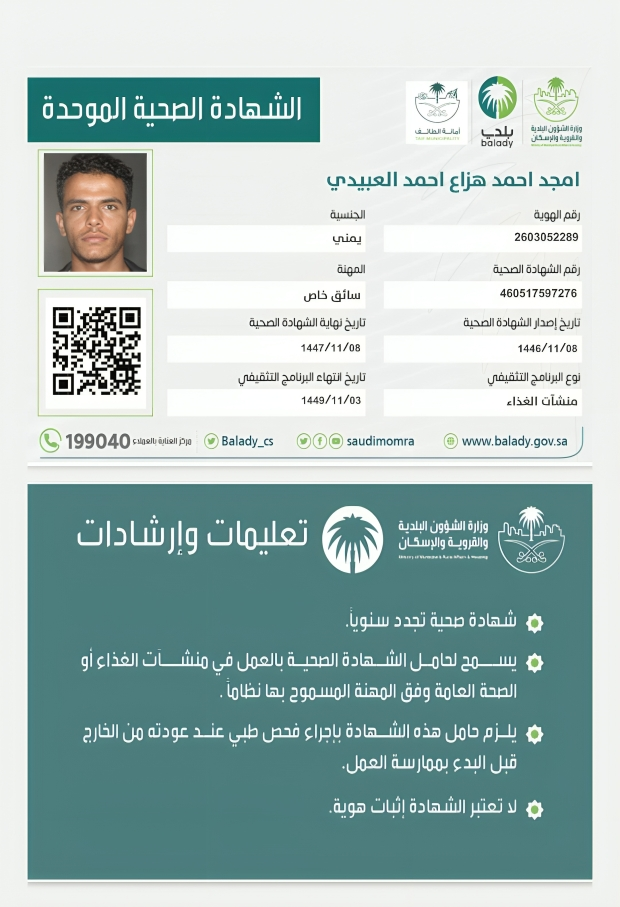 الشهادة الصحية الموحدة
أمانة الطائف
بلدي
balady
وزارة الشؤون البلدية
والقروية والإسكان
امجد احمد هزاع احمد العبيدي
رقم الهوية
الجنسية
2603052289
يمني
رقم الشهادة الصحية
المهنة
460517597276
سائق خاص
تاريخ إصدار الشهادة الصحية
تاريخ نهاية الشهادة الصحية
1446/11/08
1447/11/08
نوع البرنامج التثقيفي
تاريخ انتهاء البرنامج التثقيفي
منشآت الغذاء
1449/11/03
199040 مركز العناية بالعملاء
Balady_cs
saudimomra
www.balady.gov.sa
وزارة الشؤون البلدية
والقروية والإسكان
تعليمات وإرشادات
شهادة صحية تجدد سنوياً.
يسمح لحامل الشهادة الصحية بالعمل في منشآت الغذاء أو
الصحة العامة وفق المهنة المسموح بها نظاماً .
يلزم حامل هذه الشهادة بإجراء فحص طبي عند عودته من الخارج
قبل البدء بممارسة العمل.
لا تعتبر الشهادة إثبات هوية.